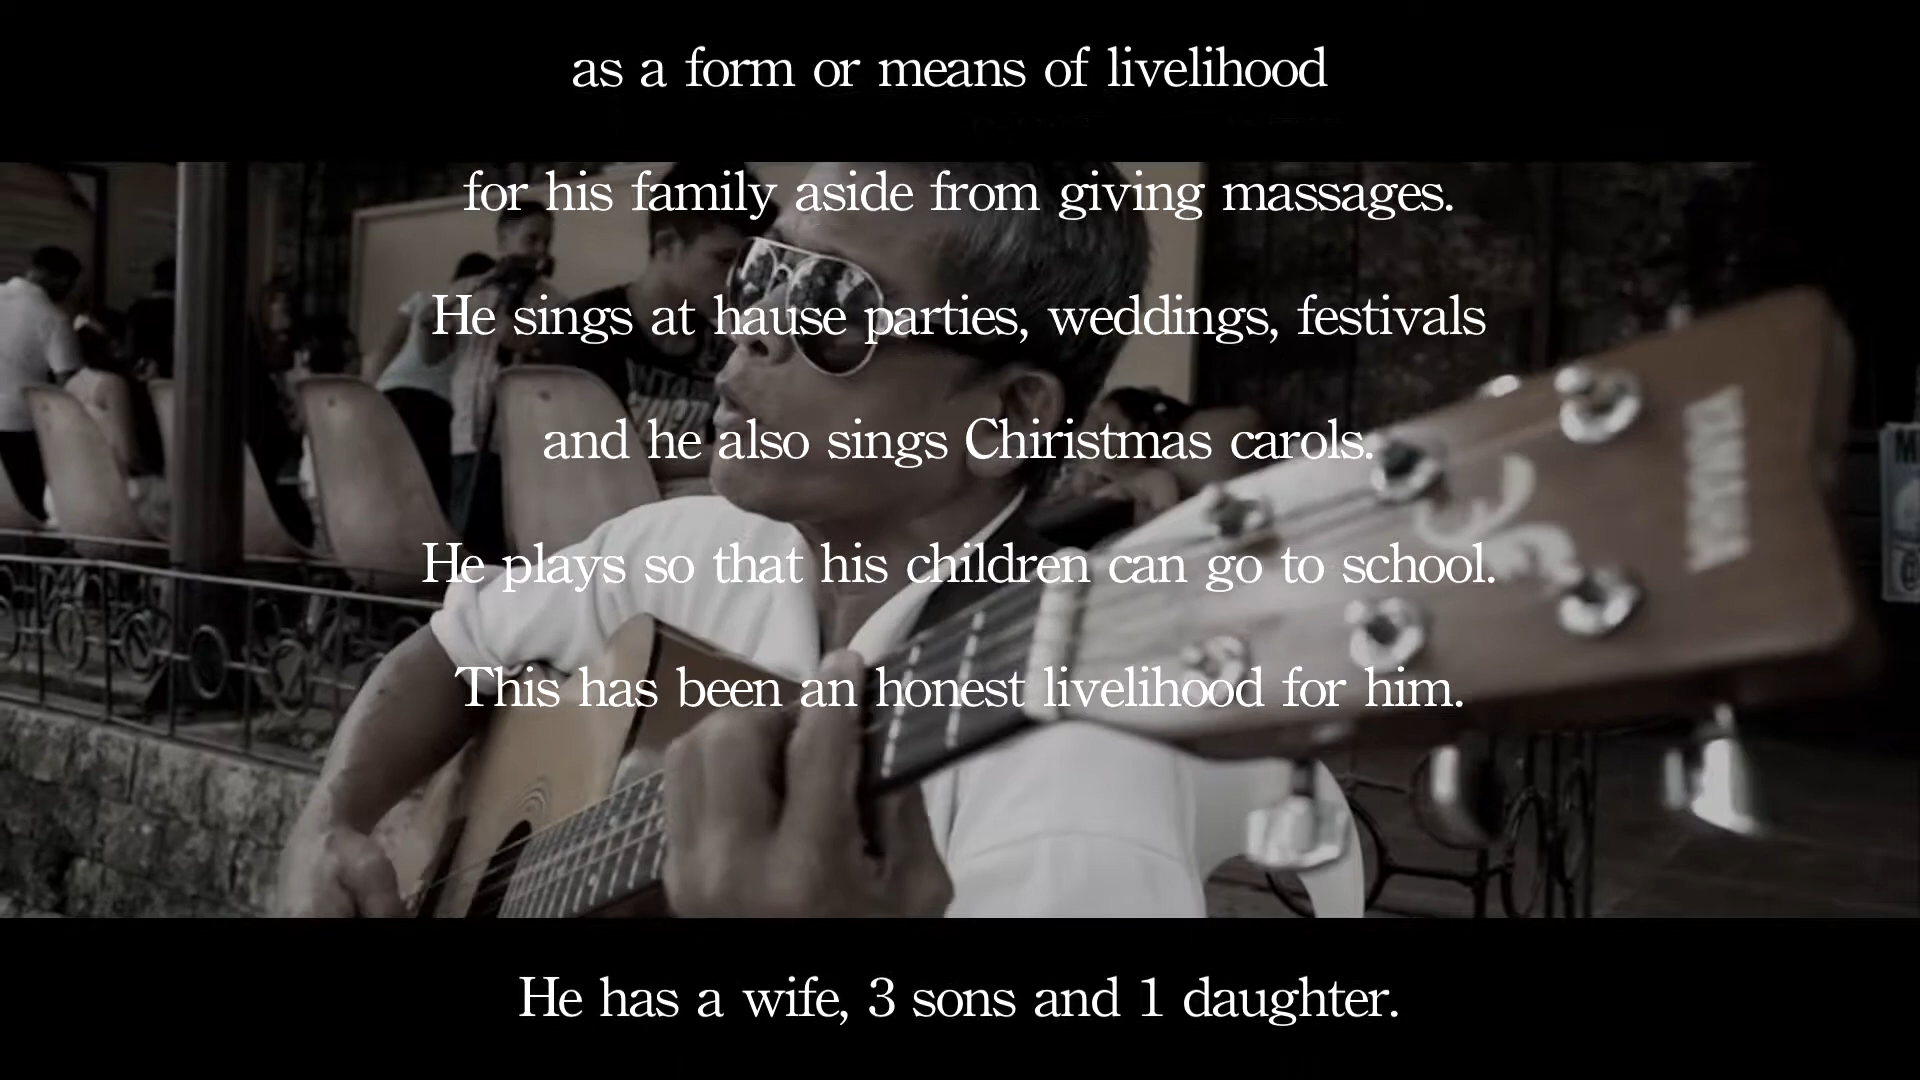 as a form or means of livelihood
for his family aside from giving massages.
He sings at hause parties, weddings, festivals
and he also sings Chiristmas carols.
He plays so that his children can go to school.
This has been an honest livelihood for him.
He has a wife, 3 sons and 1 daughter.